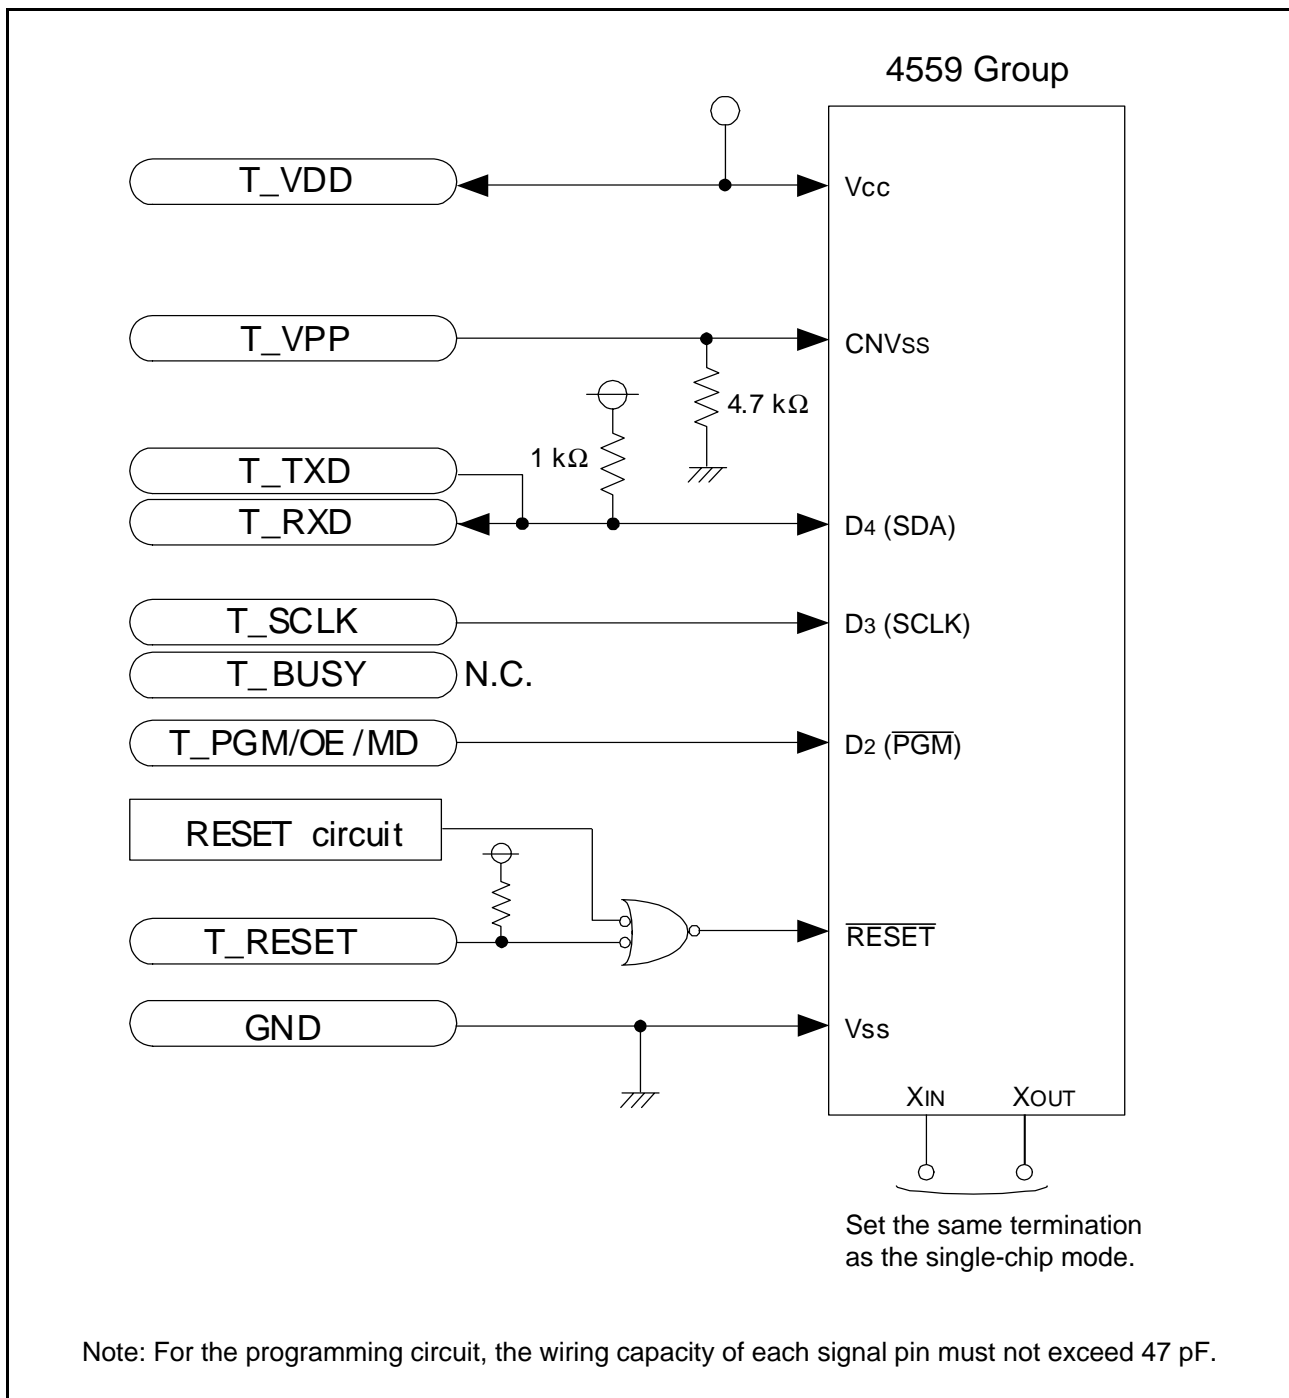 4559 Group
T_VDD
Vcc
T_VPP
CNVss
4.7 kΩ
1 kΩ
T_TXD
T_RXD
D4 (SDA)
T_SCLK
D3 (SCLK)
T_BUSY N.C.
T_PGM/OE/MD
D2 (PGM)
RESET circuit
T_RESET
RESET
GND
Vss
XIN XOUT
Set the same termination
as the single-chip mode.
Note: For the programming circuit, the wiring capacity of each signal pin must not exceed 47 pF.